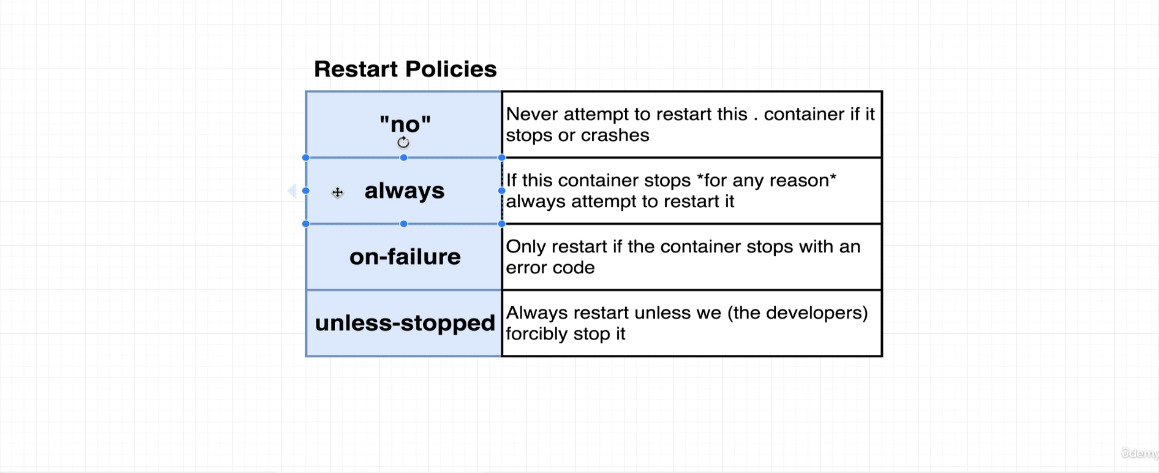 Restart Policies
"no"
Never attempt to restart this . container if it
stops or crashes
always
If this container stops *for any reason*
always attempt to restart it
on-failure
Only restart if the container stops with an
error code
unless-stopped
Always restart unless we (the developers)
forcibly stop it
ûdemy